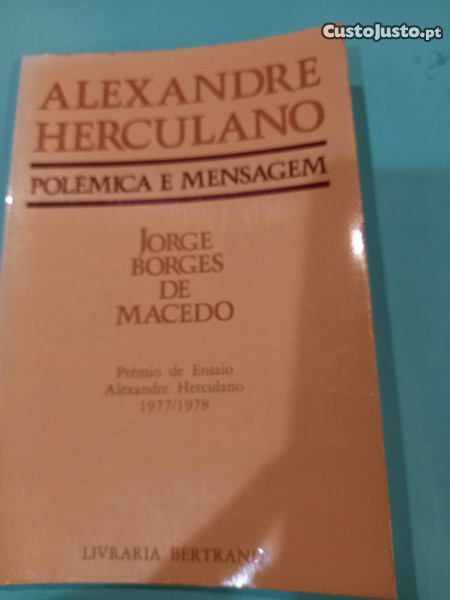 CustoJusto.pt
ALEXANDRE
HERCULANO
POLÉMICA E MENSAGEM
JORGE
BORGES
DE
MACEDO
Prémio de Ensaio
Alexandre Herculano
1977/1978
LIVRARIA BERTRAND